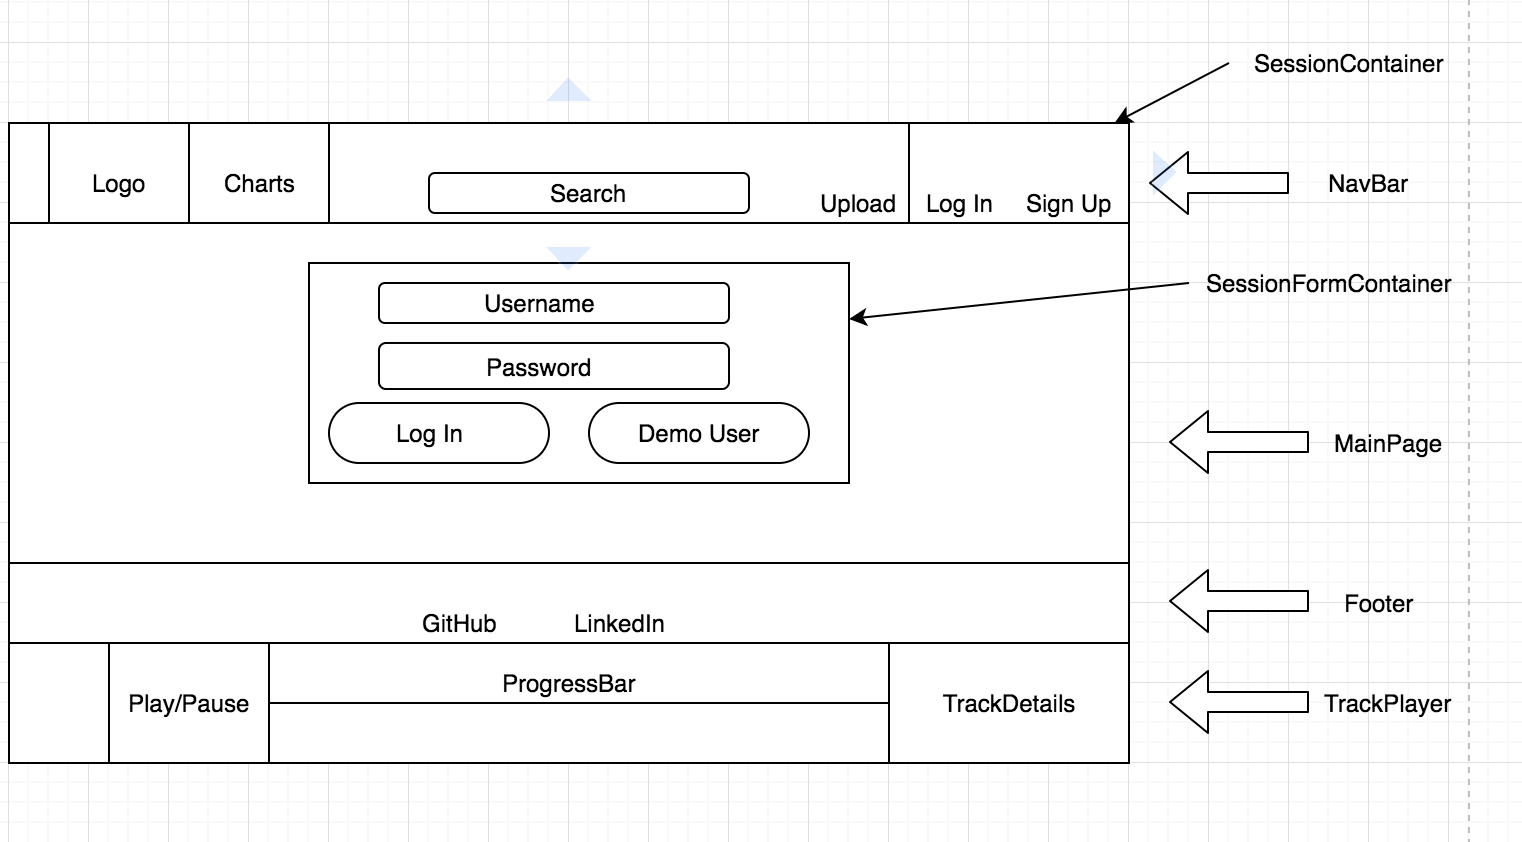 SessionContainer
Logo
Charts
Search
Upload
Log In
Sign Up
NavBar
Username
SessionFormContainer
Password
Log In
Demo User
MainPage
GitHub
LinkedIn
Footer
Play/Pause
ProgressBar
TrackDetails
TrackPlayer